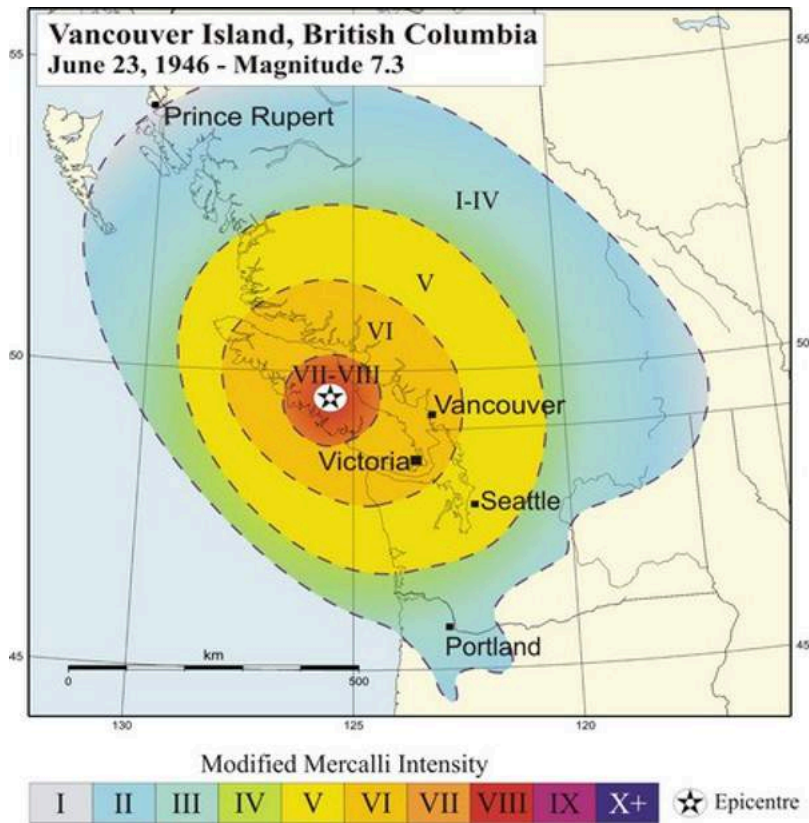 Vancouver Island, British Columbia
June 23, 1946 - Magnitude 7.3
55
55
Prince Rupert
I-IV
V
VI
50
50
VII-VIII
Vancouver
Victoria
Seattle
Portland
45
45
km
0 500
130 125 120
Modified Mercalli Intensity
I II III IV V VI VII VIII IX X+ Epicentre